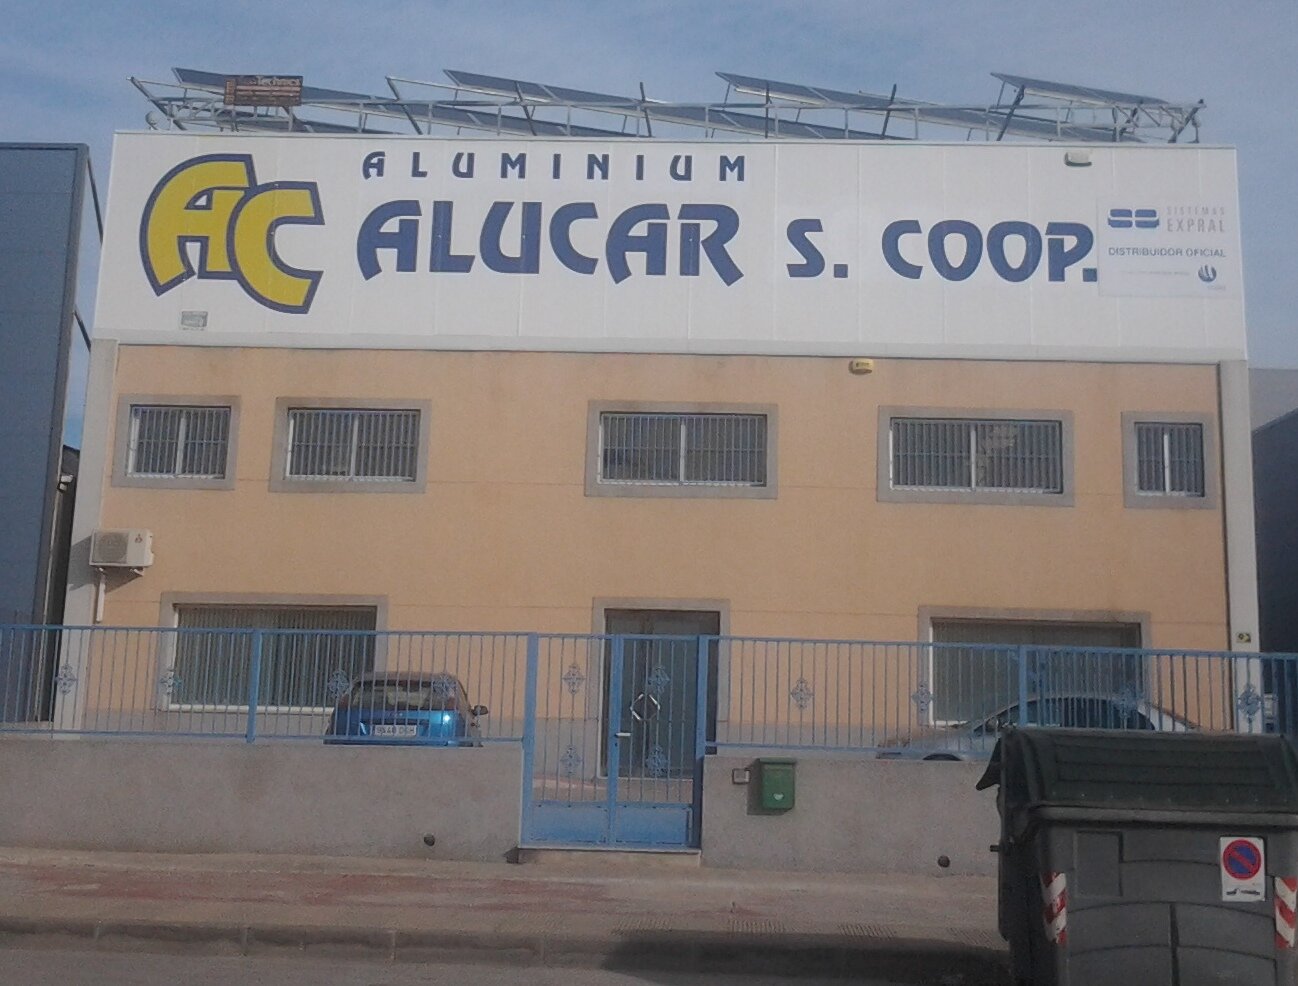 AC
ALUMINIUM
ALUCAR S. COOP.
SISTEMAS
EXPRAL
DISTRIBUIDOR OFICIAL